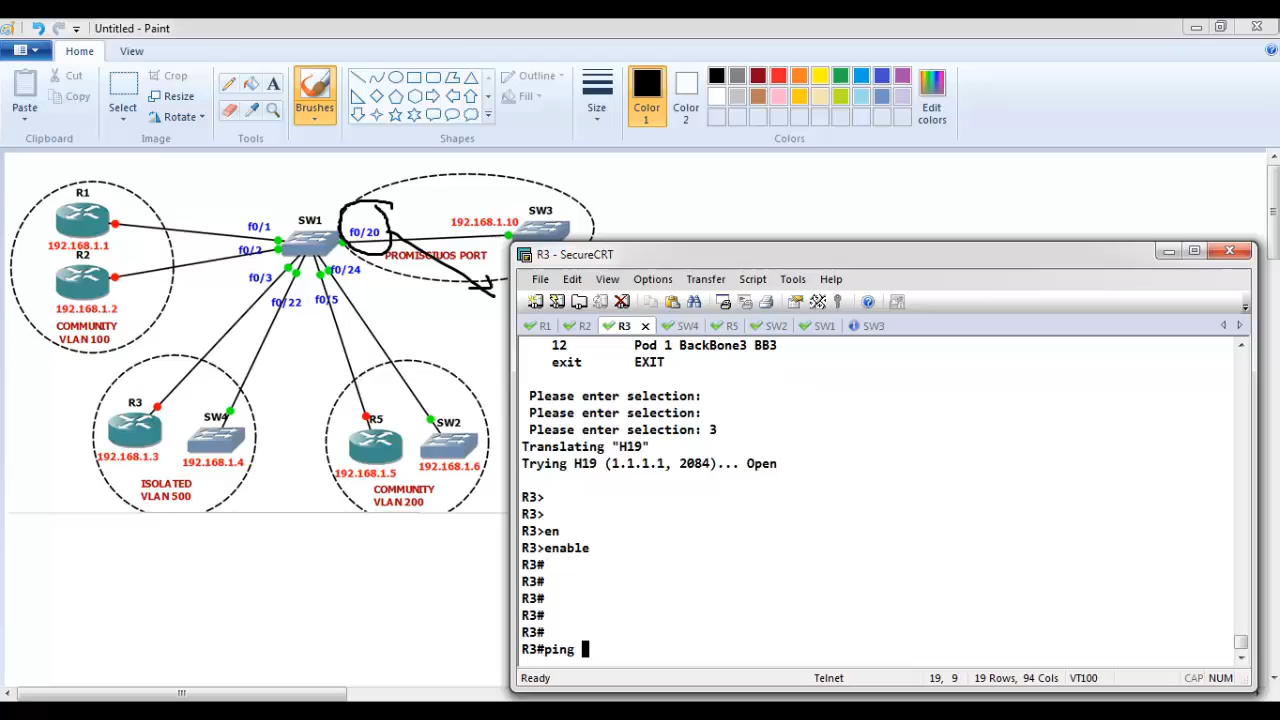 Untitled - Paint
Home
View
Paste
Cut
Copy
Clipboard
Select
Crop
Resize
Rotate
Image
Tools
Brushes
Shapes
Outline
Fill
Size
Color
1
Color
2
Edit
colors
Colors
R1
192.168.1.1
R2
192.168.1.2
COMMUNITY
VLAN 100
f0/1
f0/2
SW1
f0/20
192.168.1.10
SW3
PROMISCIUOS PORT
f0/3
f0/24
f0/22
f0/5
R3
192.168.1.3
SW4
192.168.1.4
ISOLATED
VLAN 500
R5
192.168.1.5
SW2
192.168.1.6
COMMUNITY
VLAN 200
R3 - SecureCRT
File Edit View Options Transfer Script Tools Help
R1 R2 R3 SW4 R5 SW2 SW1 SW3
12 Pod 1 BackBone3 BB3
exit EXIT
Please enter selection:
Please enter selection:
Please enter selection: 3
Translating "H19"
Trying H19 (1.1.1.1, 2084)... Open
R3>
R3>
R3>en
R3>enable
R3#
R3#
R3#
R3#
R3#
R3#ping
Ready Telnet 19, 9 19 Rows, 94 Cols VT100 CAP NUM